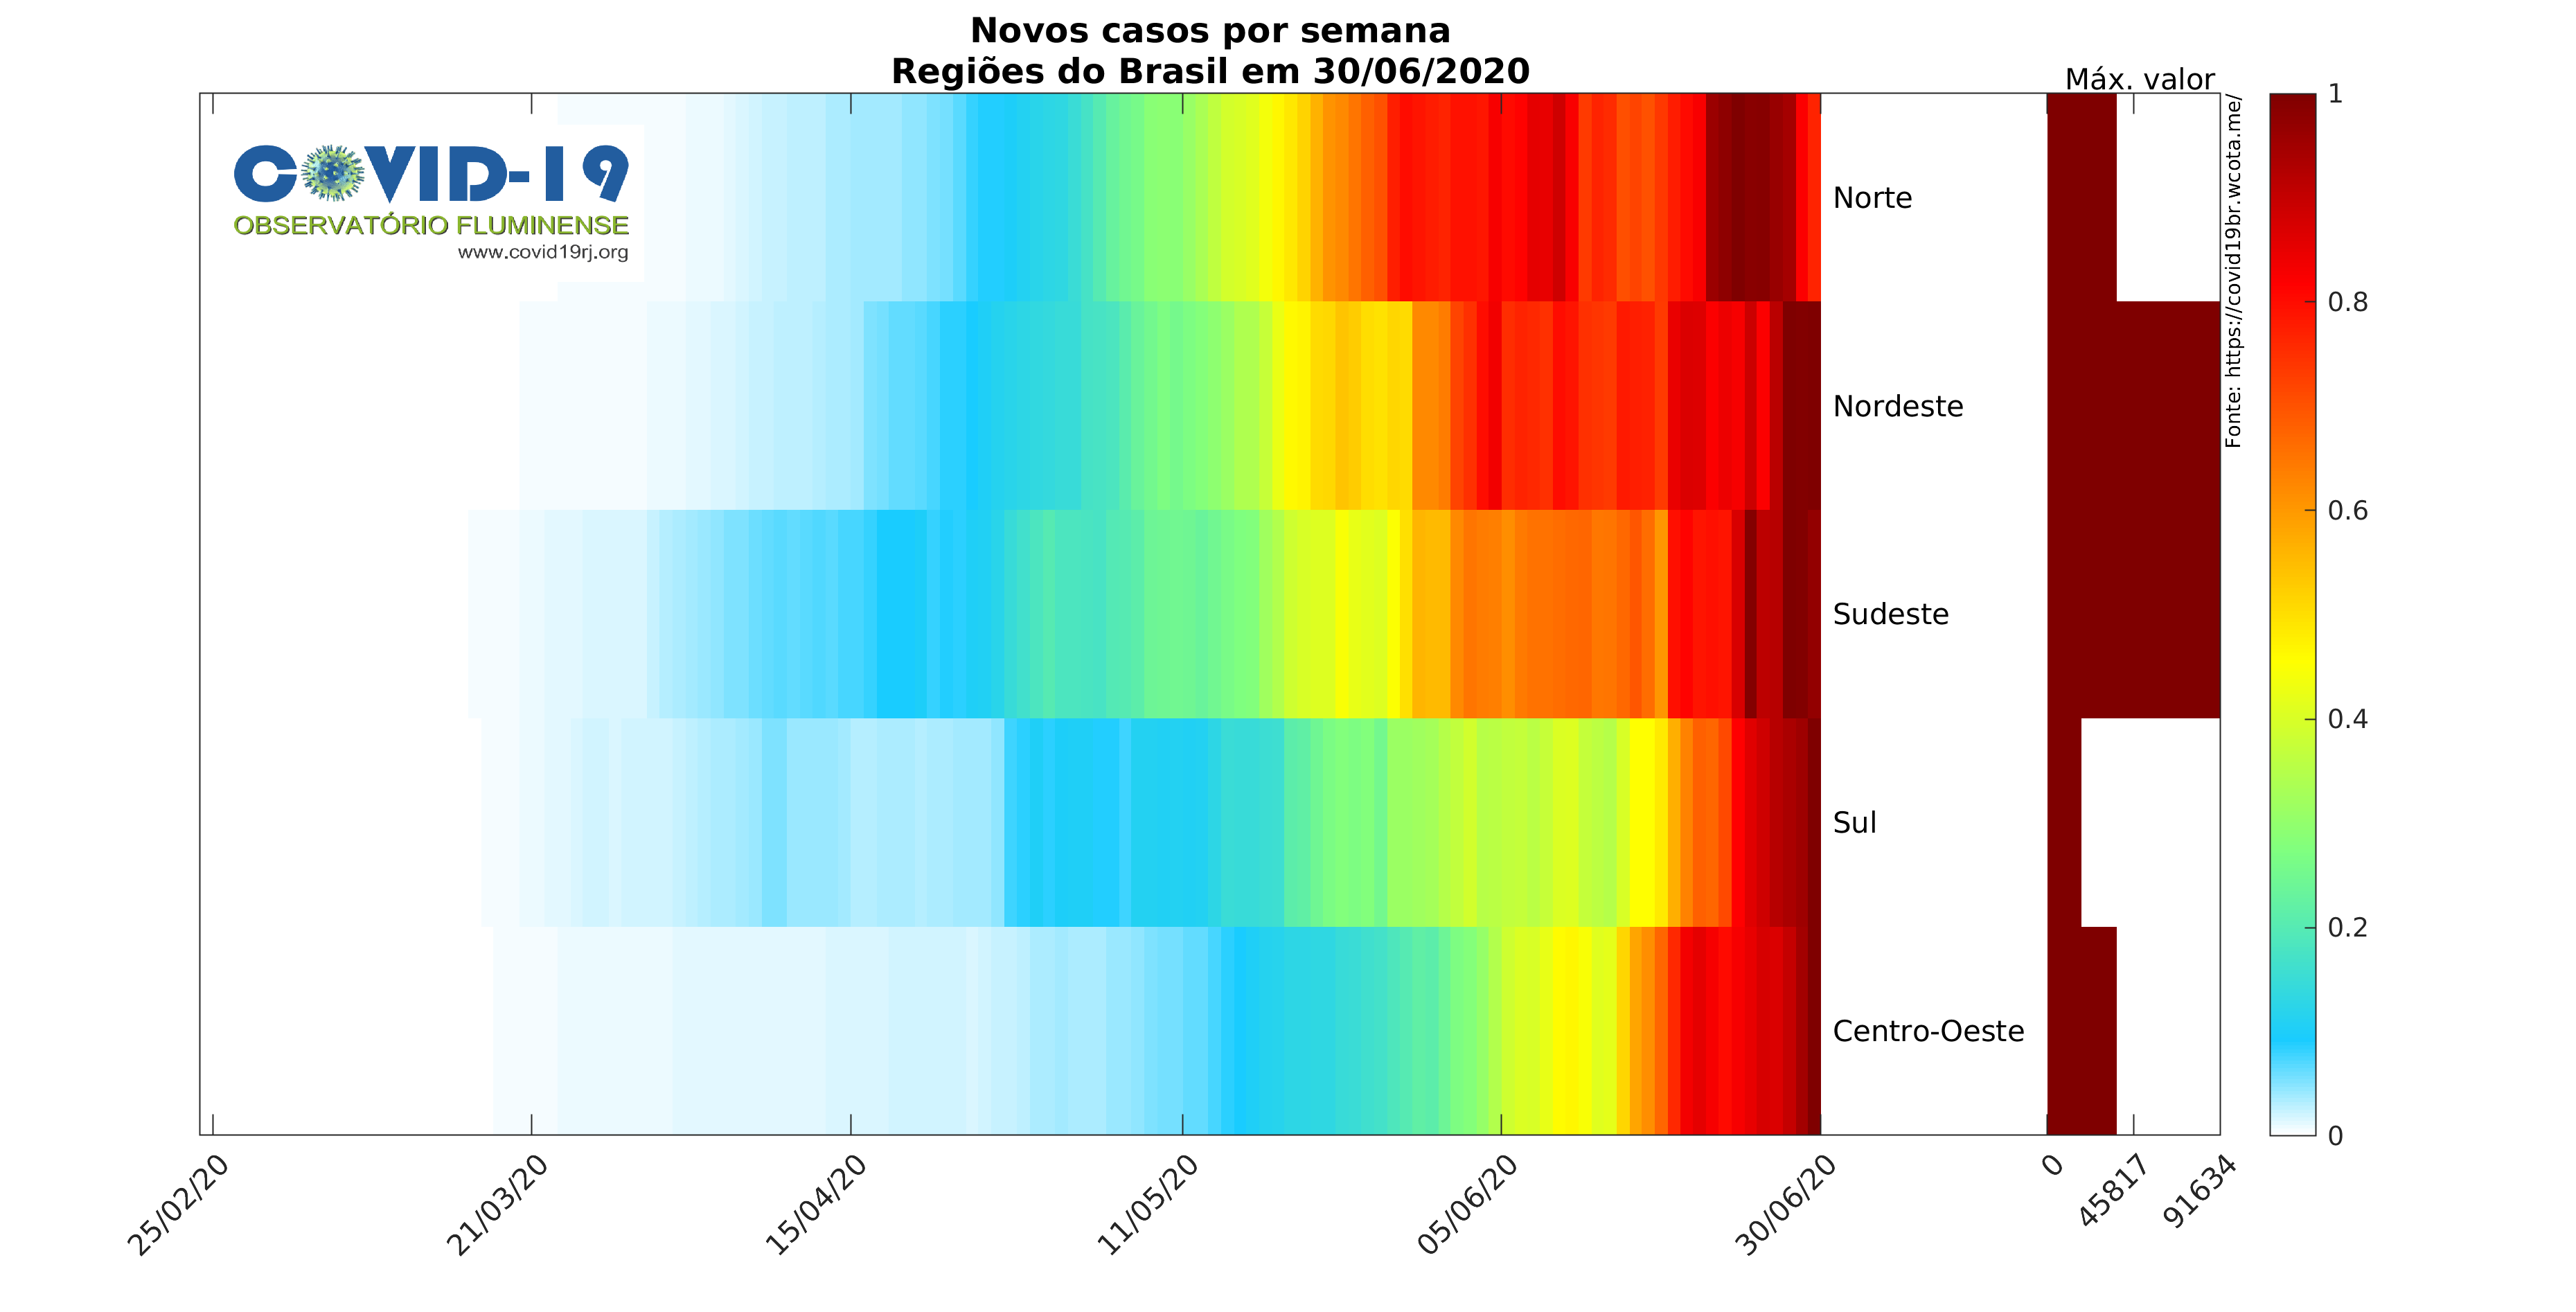 Novos casos por semana
Regiões do Brasil em 30/06/2020
Máx. valor
COVID-19
OBSERVATÓRIO FLUMINENSE
www.covid19rj.org
Norte
Nordeste
Sudeste
Sul
Centro-Oeste
Fonte: https://covid19br.wcota.me/
1
0.8
0.6
0.4
0.2
0
25/02/20
21/03/20
15/04/20
11/05/20
05/06/20
30/06/20
0
45817
91634